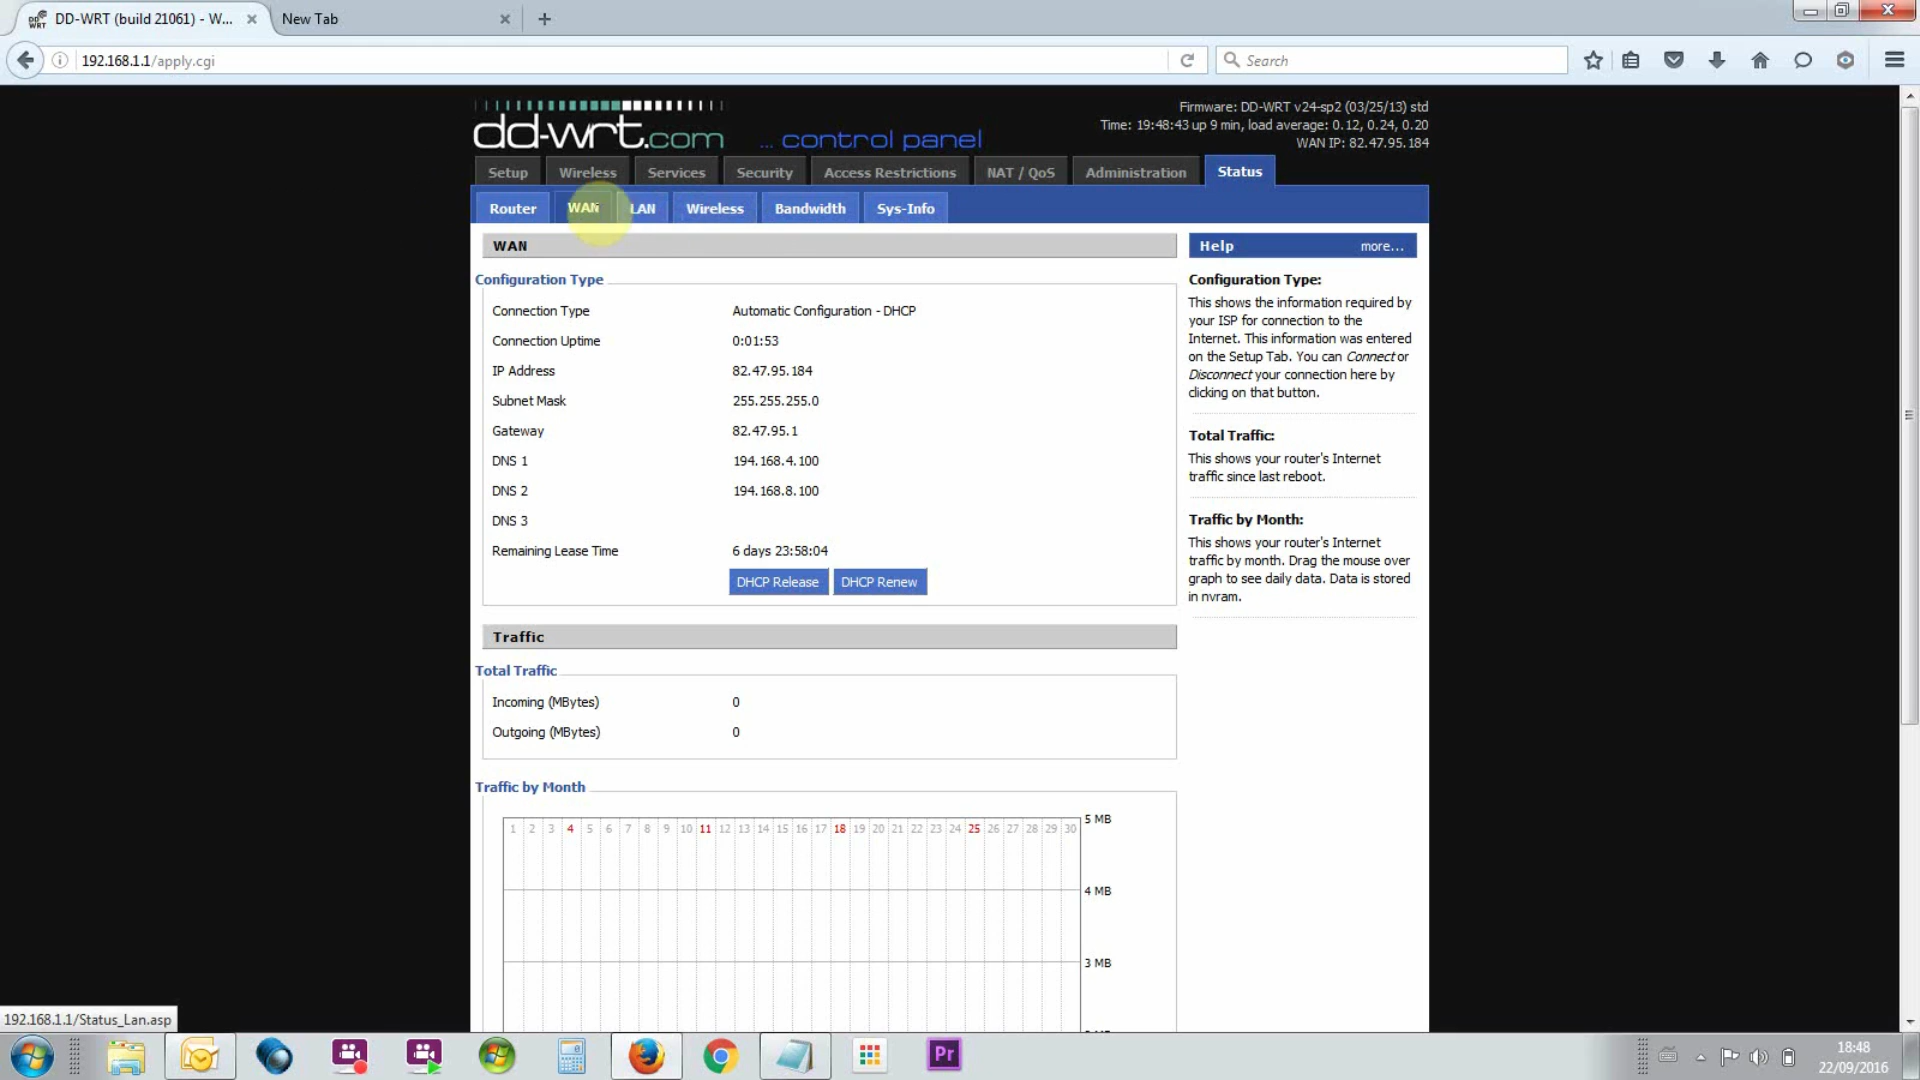 DD-WRT (build 21061) - W...
New Tab
192.168.1.1/apply.cgi
Search
dd-wrt.com
... control panel
Firmware: DD-WRT v24-sp2 (03/25/13) std
Time: 19:48:43 up 9 min, load average: 0.12, 0.24, 0.20
WAN IP: 82.47.95.184
Setup Wireless Services Security Access Restrictions NAT / QoS Administration Status
Router WAN LAN Wireless Bandwidth Sys-Info
WAN
Configuration Type
Connection Type Automatic Configuration - DHCP
Connection Uptime 0:01:53
IP Address 82.47.95.184
Subnet Mask 255.255.255.0
Gateway 82.47.95.1
DNS 1 194.168.4.100
DNS 2 194.168.8.100
DNS 3
Remaining Lease Time 6 days 23:58:04
DHCP Release DHCP Renew
Traffic
Total Traffic
Incoming (MBytes) 0
Outgoing (MBytes) 0
Traffic by Month
1 2 3 4 5 6 7 8 9 10 11 12 13 14 15 16 17 18 19 20 21 22 23 24 25 26 27 28 29 30
5 MB
4 MB
3 MB
Help more...
Configuration Type:
This shows the information required by
your ISP for connection to the
Internet. This information was entered
on the Setup Tab. You can Connect or
Disconnect your connection here by
clicking on that button.
Total Traffic:
This shows your router's Internet
traffic since last reboot.
Traffic by Month:
This shows your router's Internet
traffic by month. Drag the mouse over
graph to see daily data. Data is stored
in nvram.
192.168.1.1/Status_Lan.asp
Pr
18:48
22/09/2016